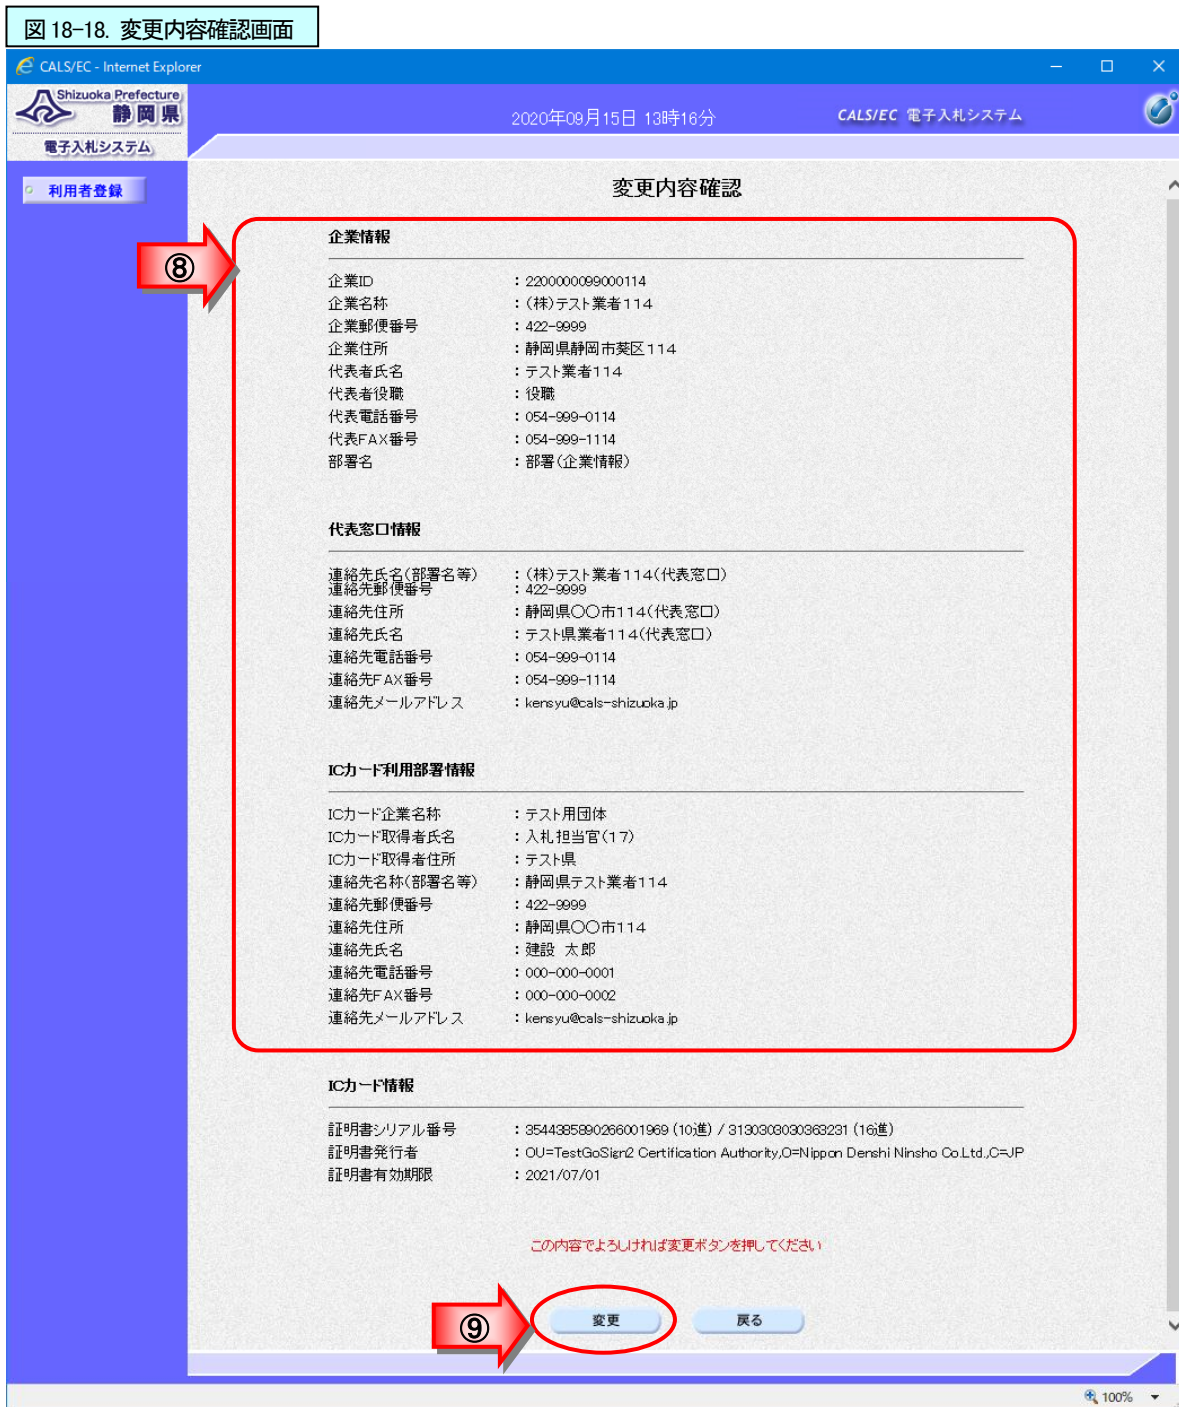 図 18-18. 変更内容確認画面
CALS/EC - Internet Explorer
Shizuoka Prefecture
静岡県
電子入札システム
2020年09月15日 13時16分
CALS/EC 電子入札システム
利用者登録
変更内容確認
⑧
企業情報
企業ID ：2200000099000114
企業名称 ：(株)テスト業者114
企業郵便番号 ：422-9999
企業住所 ：静岡県静岡市葵区114
代表者氏名 ：テスト業者114
代表者役職 ：役職
代表電話番号 ：054-999-0114
代表FAX番号 ：054-999-1114
部署名 ：部署(企業情報)
代表窓口情報
連絡先氏名(部署名等) ：(株)テスト業者114(代表窓口)
連絡先郵便番号 ：422-9999
連絡先住所 ：静岡県〇〇市114(代表窓口)
連絡先氏名 ：テスト県業者114(代表窓口)
連絡先電話番号 ：054-999-0114
連絡先FAX番号 ：054-999-1114
連絡先メールアドレス ：kensyu@cals-shizuoka.jp
ICカード利用部署情報
ICカード企業名称 ：テスト用団体
ICカード取得者氏名 ：入札担当官(17)
ICカード取得者住所 ：テスト県
連絡先名称(部署名等) ：静岡県テスト業者114
連絡先郵便番号 ：422-9999
連絡先住所 ：静岡県〇〇市114
連絡先氏名 ：建設 太郎
連絡先電話番号 ：000-000-0001
連絡先FAX番号 ：000-000-0002
連絡先メールアドレス ：kensyu@cals-shizuoka.jp
ICカード情報
証明書シリアル番号 ：3544385890266001969 (10進) / 3130303030363231 (16進)
証明書発行者 ：OU=TestGoSign2 Certification Authority,O=Nippon Denshi Ninsho Co.Ltd.,C=JP
証明書有効期限 ：2021/07/01
この内容でよろしければ変更ボタンを押してください
⑨
変更 戻る
100%